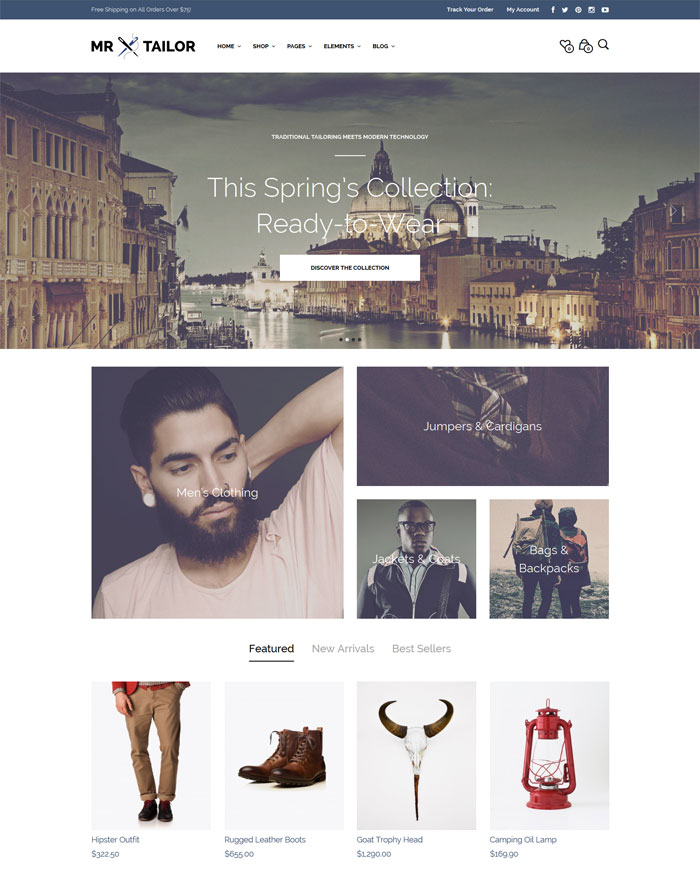 Free Shipping on All Orders Over $75!
Track Your Order
My Account
MR TAILOR
HOME
SHOP
PAGES
ELEMENTS
BLOG
0
0
TRADITIONAL TAILORING MEETS MODERN TECHNOLOGY
This Spring's Collection:
Ready-to-Wear
DISCOVER THE COLLECTION
Men's Clothing
Jumpers & Cardigans
Jackets & Coats
Bags &
Backpacks
Featured
New Arrivals
Best Sellers
Hipster Outfit
$322.50
Rugged Leather Boots
$655.00
Goat Trophy Head
$1,290.00
Camping Oil Lamp
$169.90